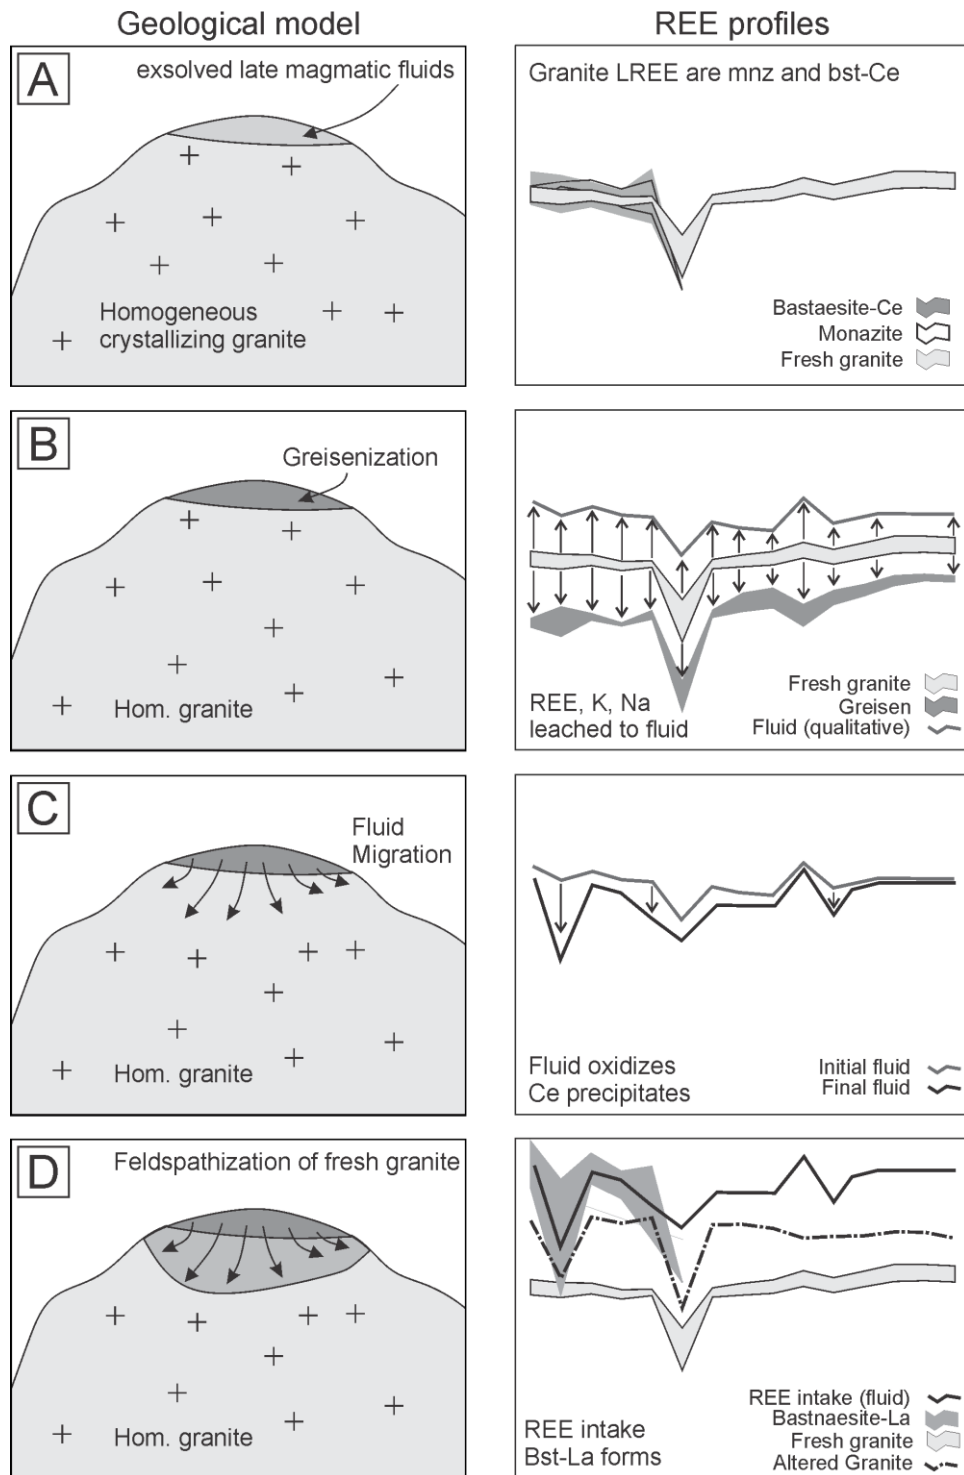 Geological model
REE profiles
A
exsolved late magmatic fluids
Homogeneous
crystallizing granite
Granite LREE are mnz and bst-Ce
Bastaesite-Ce
Monazite
Fresh granite
B
Greisenization
Hom. granite
REE, K, Na
leached to fluid
Fresh granite
Greisen
Fluid (qualitative)
C
Fluid
Migration
Hom. granite
Fluid oxidizes
Ce precipitates
Initial fluid
Final fluid
D
Feldspathization of fresh granite
Hom. granite
REE intake
Bst-La forms
REE intake (fluid)
Bastnaesite-La
Fresh granite
Altered Granite